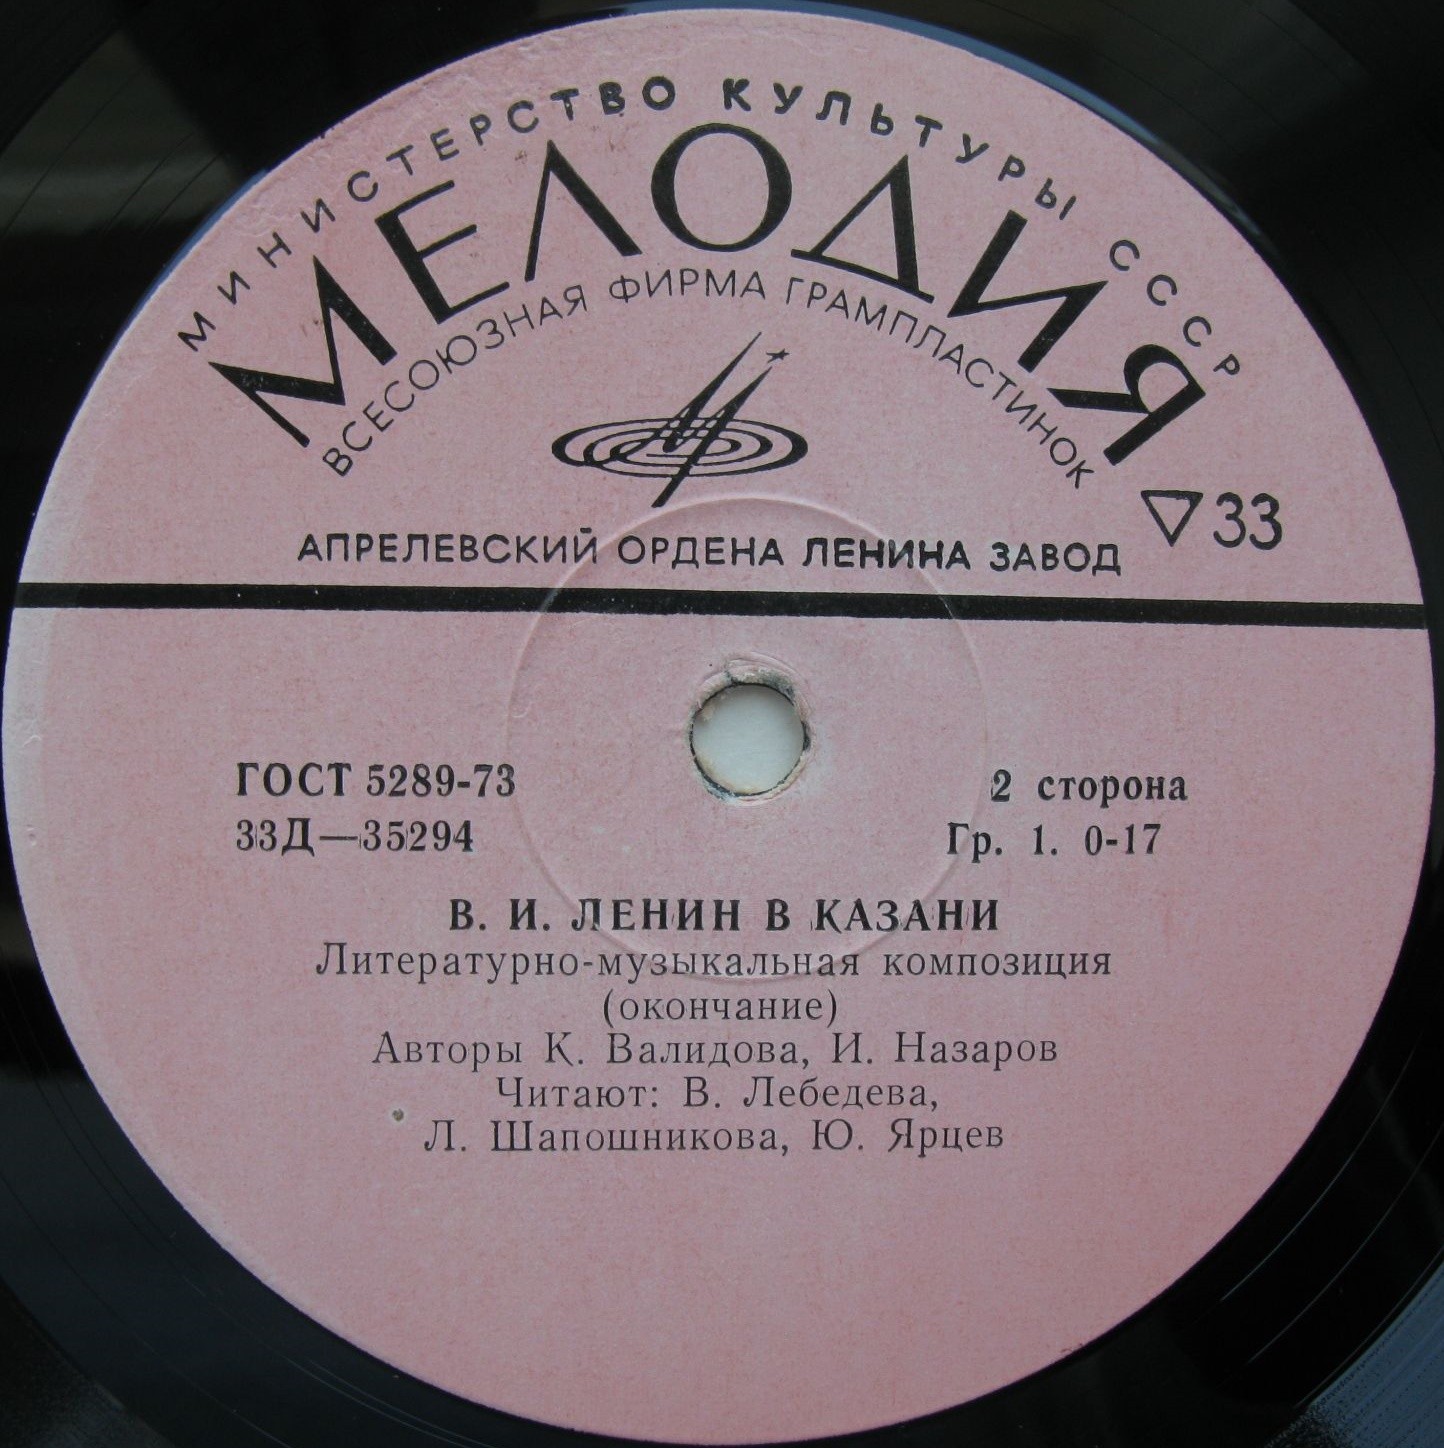 МИНИСТЕРСТВО КУЛЬТУРЫ СССР
МЕЛОДИЯ
ВСЕСОЮЗНАЯ ФИРМА ГРАМПЛАСТИНОК
33
АПРЕЛЕВСКИЙ ОРДЕНА ЛЕНИНА ЗАВОД
ГОСТ 5289-73
2 сторона
33Д—35294
Гр. 1. 0-17
В. И. ЛЕНИН В КАЗАНИ
Литературно-музыкальная композиция
(окончание)
Авторы К. Валидова, И. Назаров
Читают: В. Лебедева,
Л. Шапошникова, Ю. Ярцев